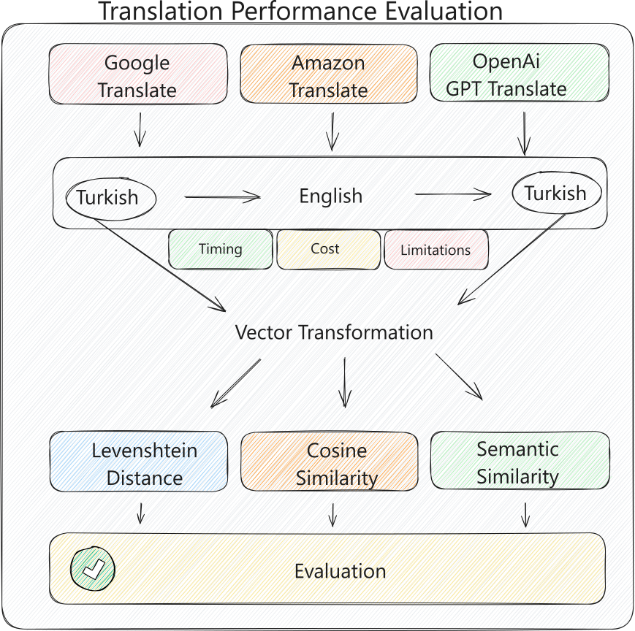 Translation Performance Evaluation
Google
Translate
Amazon
Translate
OpenAi
GPT Translate
Turkish
English
Turkish
Timing
Cost
Limitations
Vector Transformation
Levenshtein
Distance
Cosine
Similarity
Semantic
Similarity
Evaluation